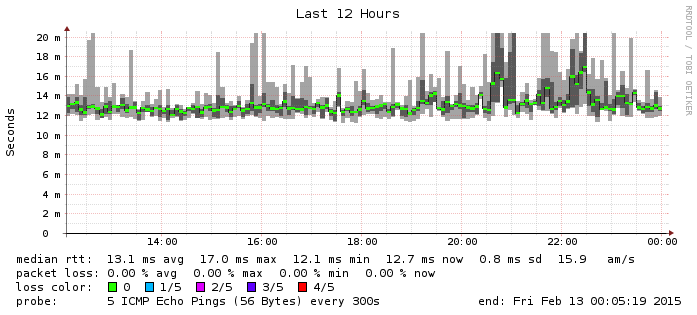 Last 12 Hours
RRDTOOL / TOBI OETIKER
Seconds
20 m
18 m
16 m
14 m
12 m
10 m
8 m
6 m
4 m
2 m
0
14:00 16:00 18:00 20:00 22:00 00:00
median rtt: 13.1 ms avg 17.0 ms max 12.1 ms min 12.7 ms now 0.8 ms sd 15.9 am/s
packet loss: 0.00 % avg 0.00 % max 0.00 % min 0.00 % now
loss color: 0 1/5 2/5 3/5 4/5
probe: 5 ICMP Echo Pings (56 Bytes) every 300s end: Fri Feb 13 00:05:19 2015